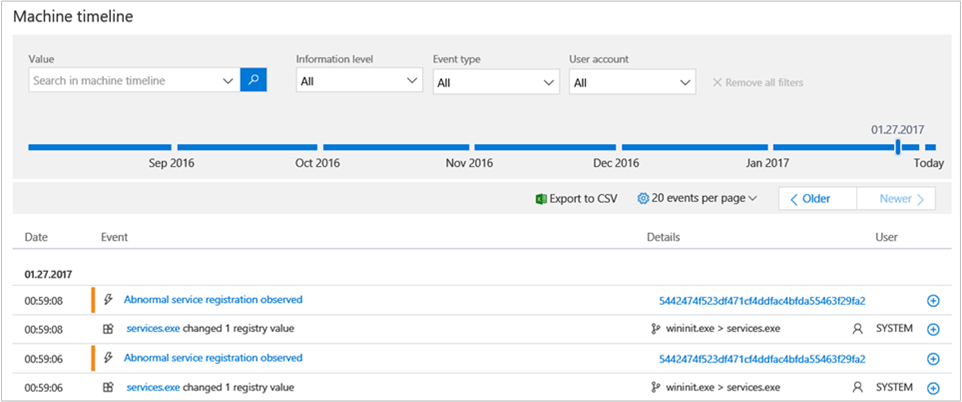 Machine timeline
Value Information level Event type User account
Search in machine timeline All All All Remove all filters
01.27.2017
Sep 2016 Oct 2016 Nov 2016 Dec 2016 Jan 2017 Today
Export to CSV 20 events per page Older Newer
Date Event Details User
01.27.2017
00:59:08 Abnormal service registration observed 5442474f523df471cf4ddfac4bfda55463f29fa2
00:59:08 services.exe changed 1 registry value wininit.exe > services.exe SYSTEM
00:59:06 Abnormal service registration observed 5442474f523df471cf4ddfac4bfda55463f29fa2
00:59:06 services.exe changed 1 registry value wininit.exe > services.exe SYSTEM